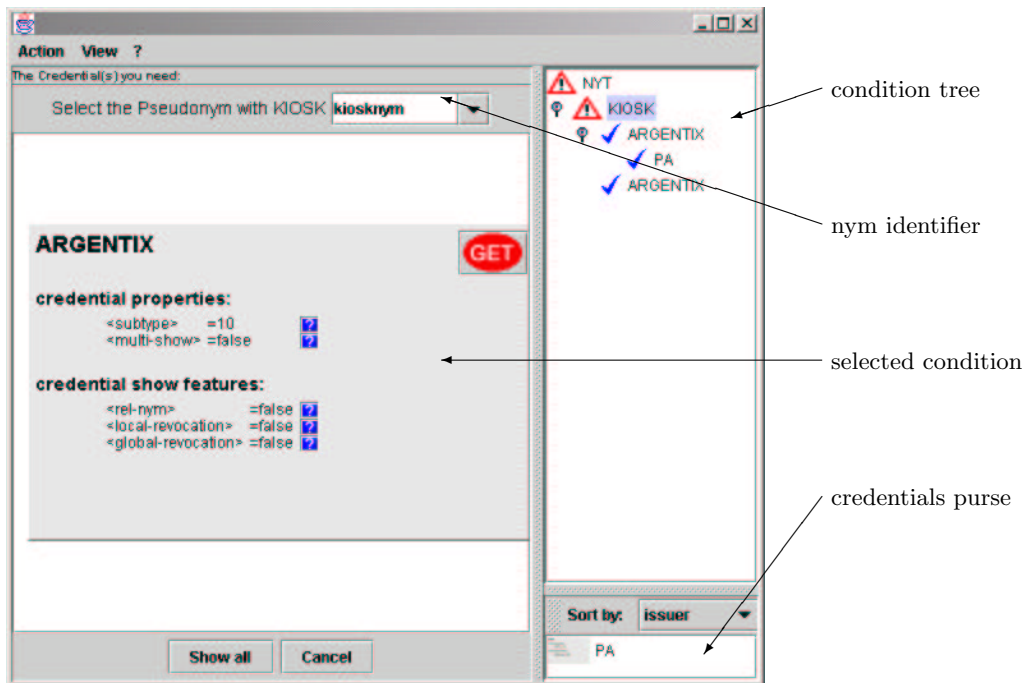 Action View ?
The Credential(s) you need:
Select the Pseudonym with KIOSK kiosknym
ARGENTIX
GET
credential properties:
<subtype> =10 ?
<multi-show> =false ?
credential show features:
<rel-nym> =false ?
<local-revocation> =false ?
<global-revocation> =false ?
Show all Cancel
NYT
KIOSK
ARGENTIX
PA
ARGENTIX
Sort by: issuer
PA
condition tree
nym identifier
selected condition
credentials purse